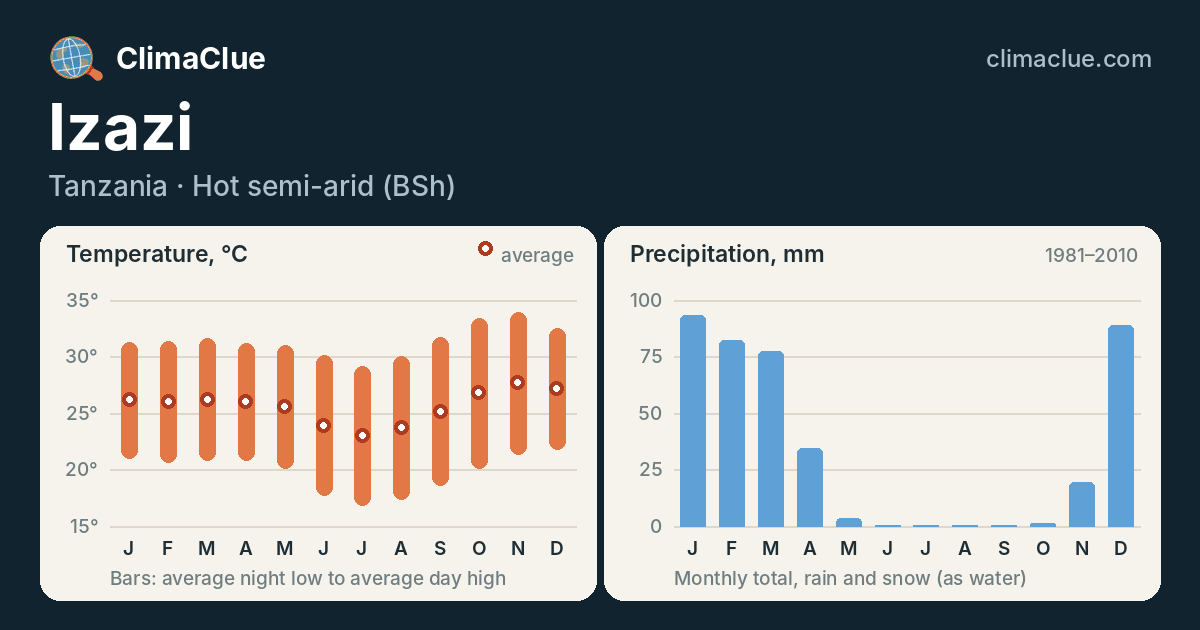 ClimaClue
climaclue.com
Izazi
Tanzania · Hot semi-arid (BSh)
Temperature, °C
average
35°
30°
25°
20°
15°
J F M A M J J A S O N D
Bars: average night low to average day high
Precipitation, mm
1981–2010
100
75
50
25
0
J F M A M J J A S O N D
Monthly total, rain and snow (as water)